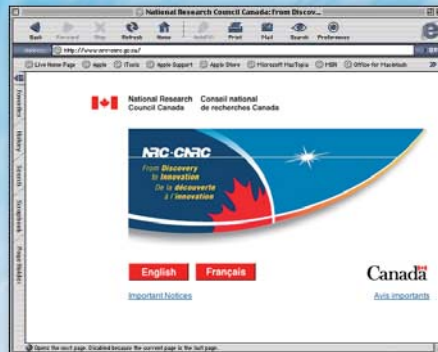 National Research Council Canada: From Discov...
Back Forward Stop Refresh Home AutoFill Print Mail Search Preferences
Address: http://www.nrc-cnrc.gc.ca/
Live Home Page Apple iTools Apple Support Apple Store Microsoft MacTopia MSN Office for Macintosh
Favorites
History
Search
Scrapbook
Page Holder
National Research Council Canada
Conseil national de recherches Canada
NRC·CNRC
From Discovery
to Innovation
De la découverte
à l'innovation
English Français
Canada
Important Notices Avis importants
Opens the next page. Disabled because the current page is the last page.